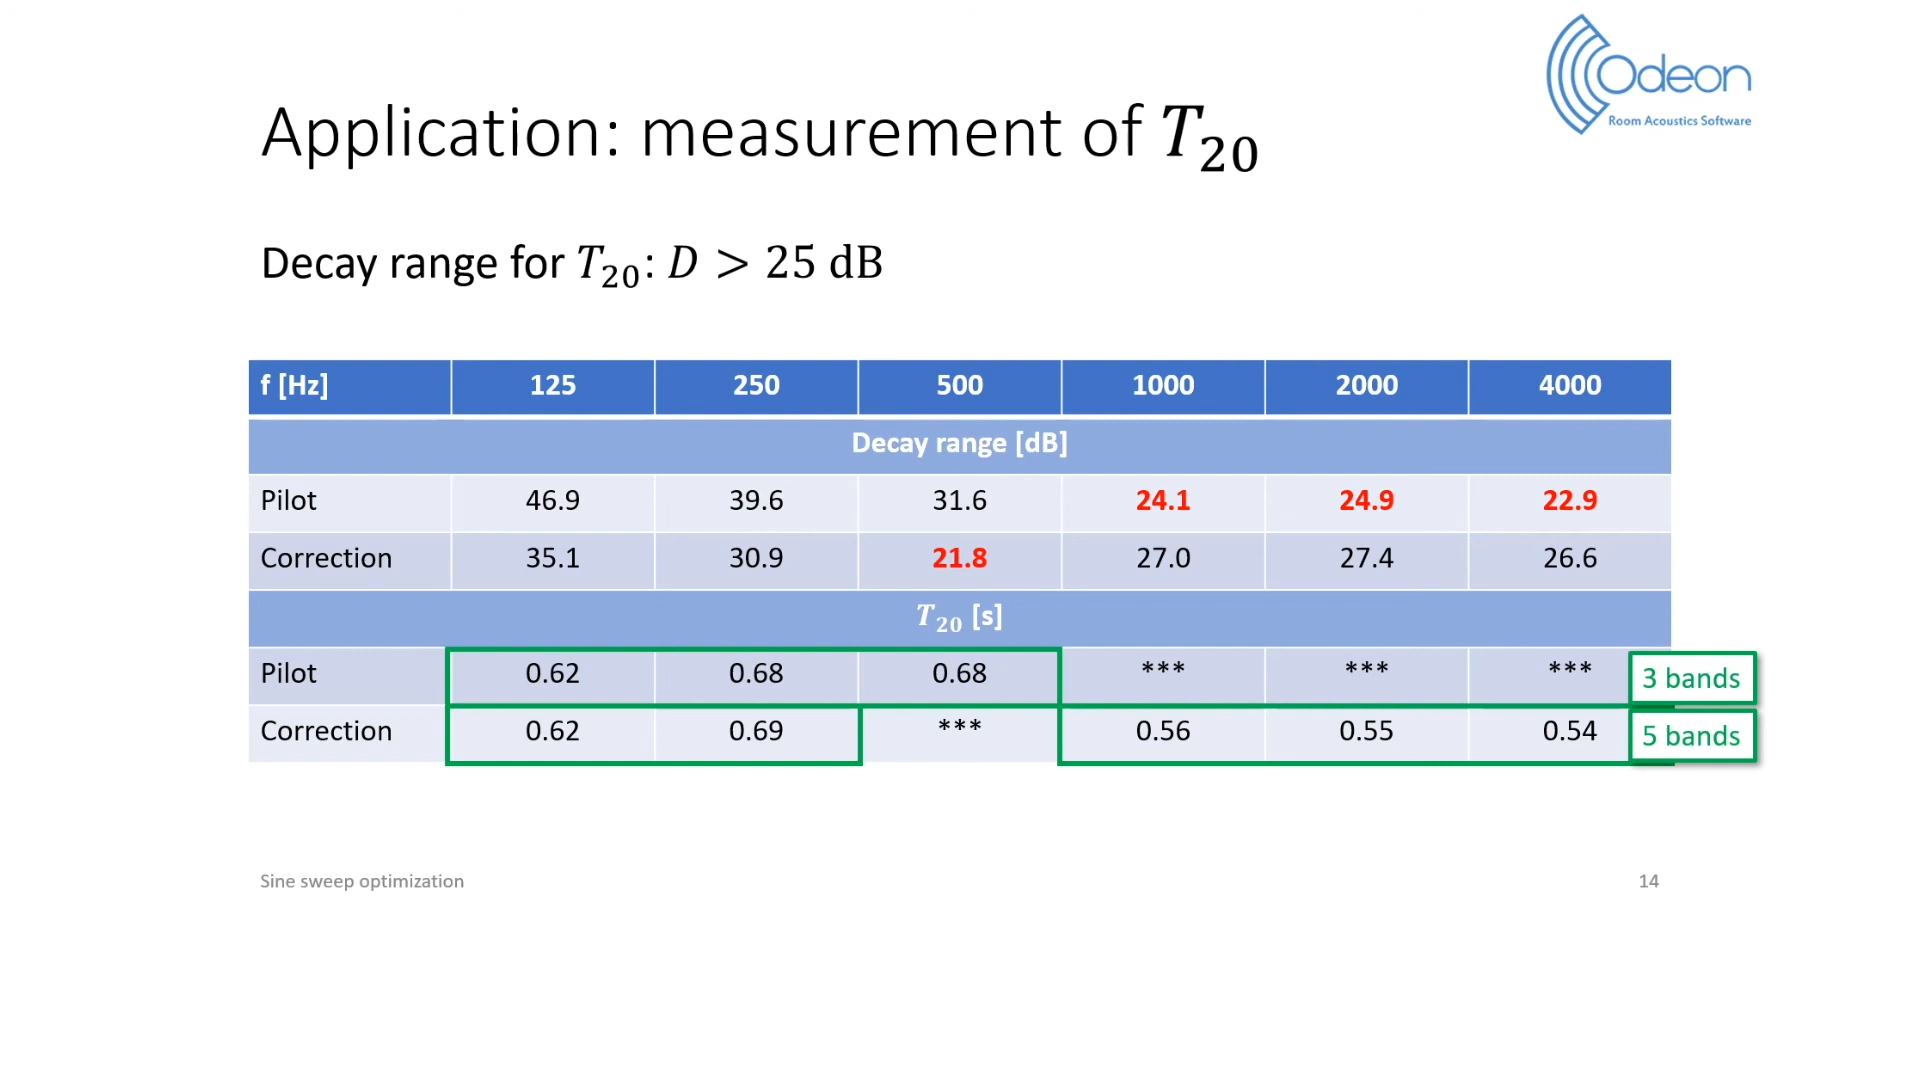 Odeon
Room Acoustics Software
Application: measurement of T₂₀
Decay range for T₂₀: D > 25 dB
f [Hz] 125 250 500 1000 2000 4000
Decay range [dB]
Pilot 46.9 39.6 31.6 24.1 24.9 22.9
Correction 35.1 30.9 21.8 27.0 27.4 26.6
T₂₀ [s]
Pilot 0.62 0.68 0.68 *** *** *** 3 bands
Correction 0.62 0.69 *** 0.56 0.55 0.54 5 bands
Sine sweep optimization 14